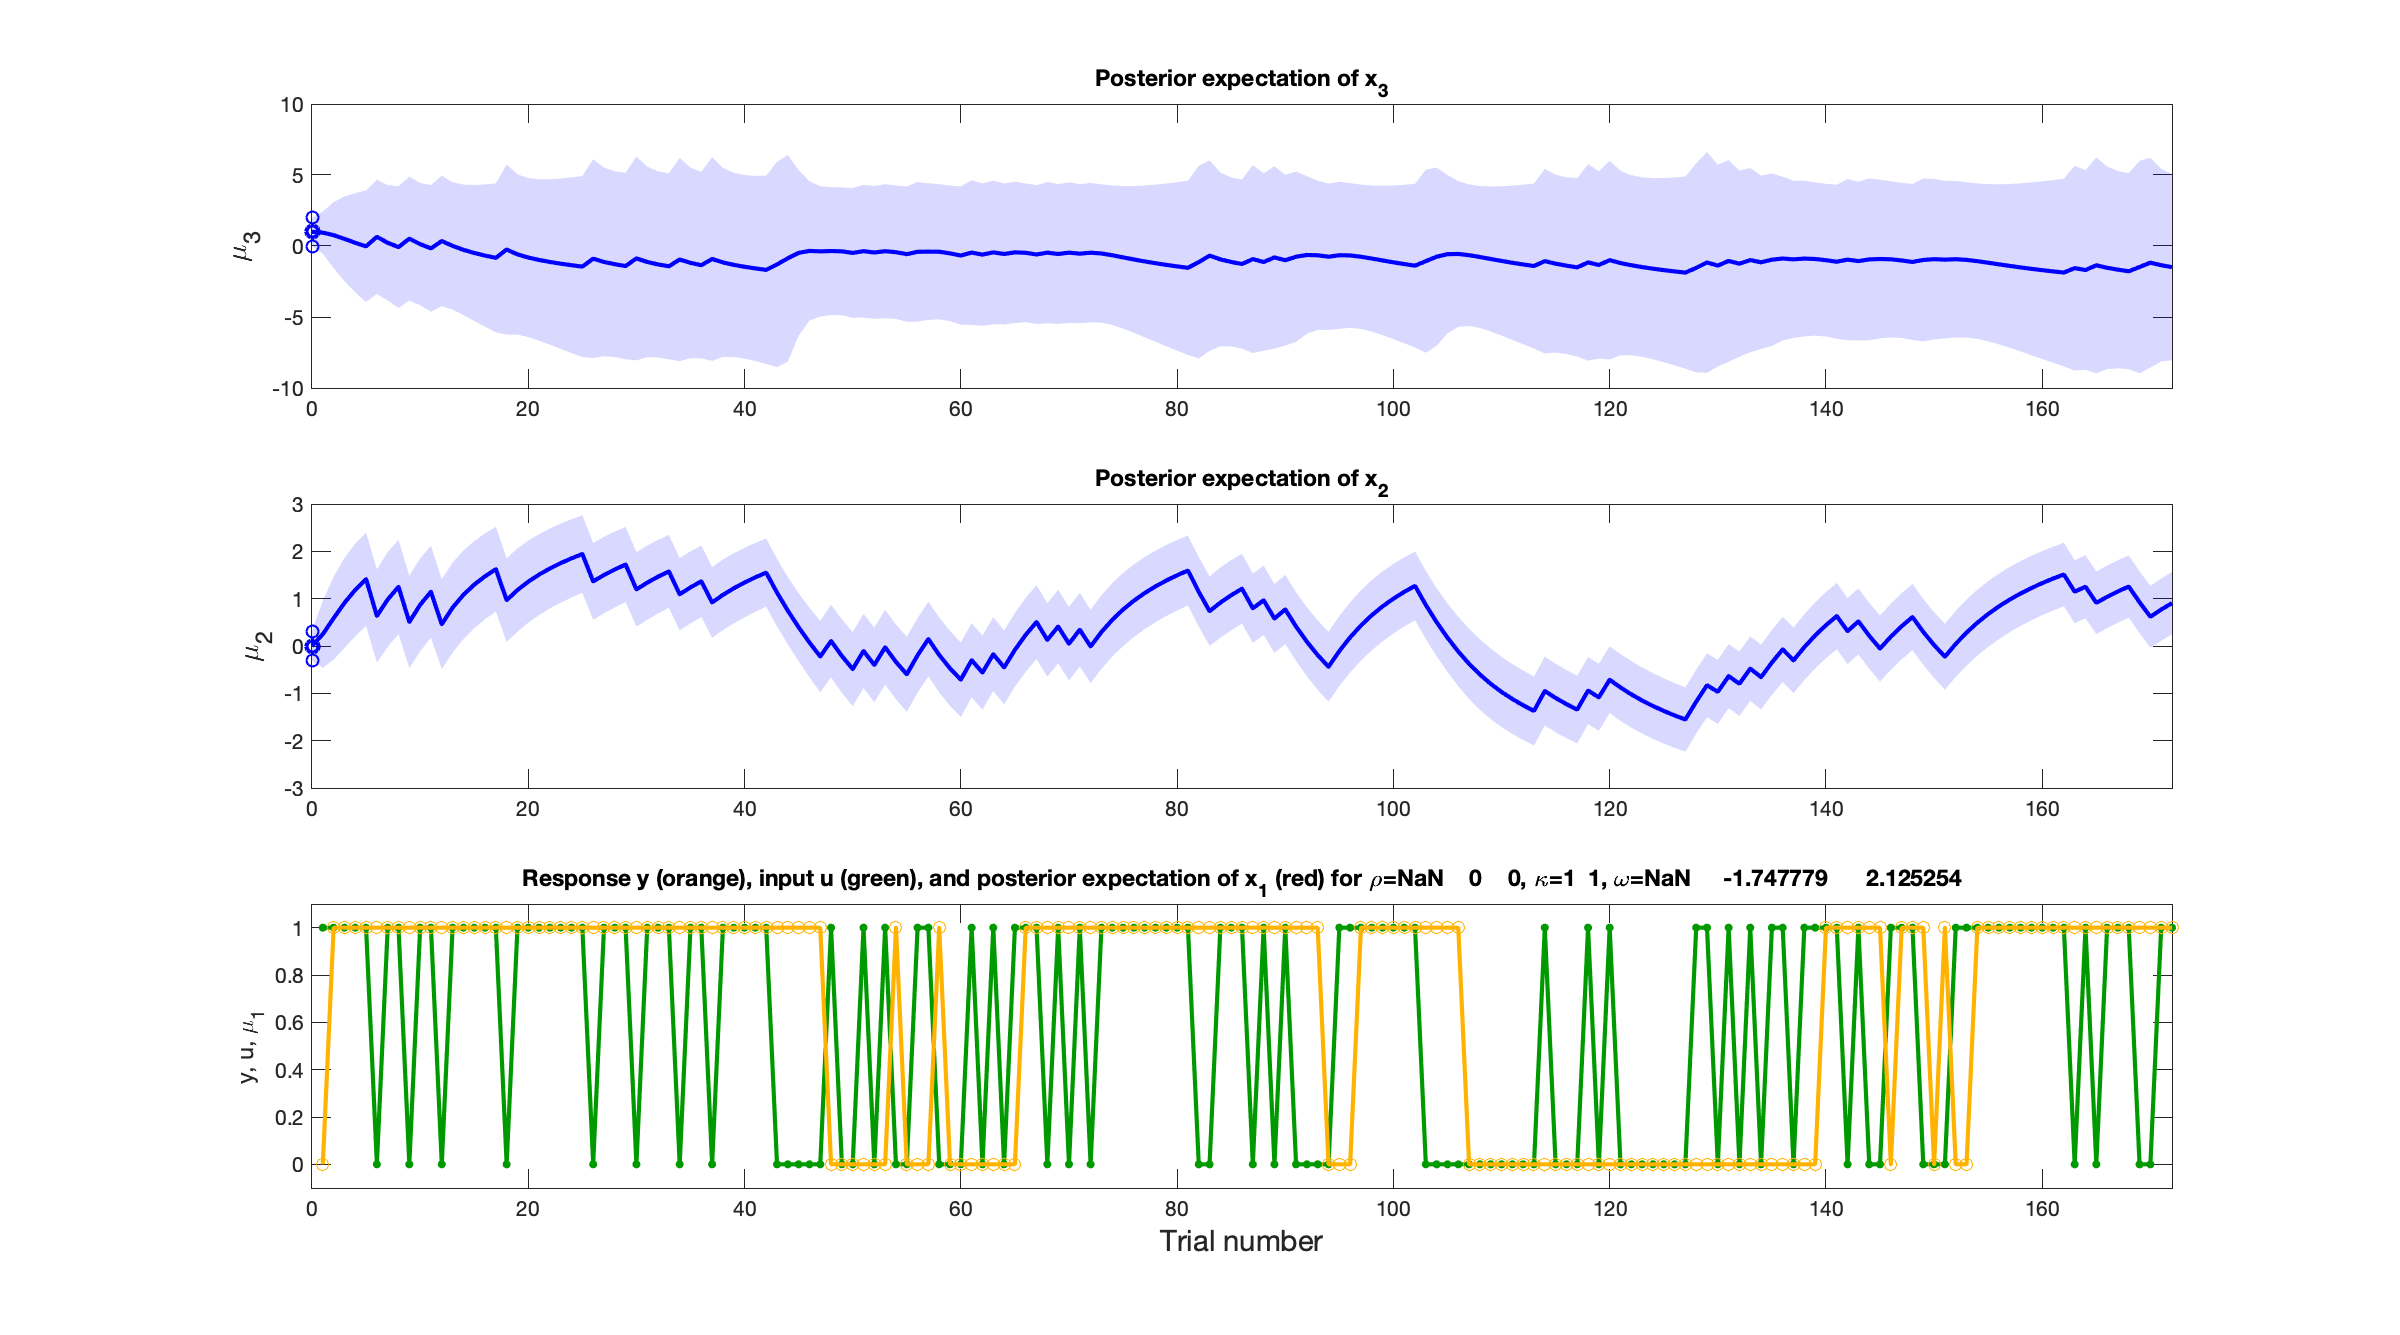 Posterior expectation of x3
10
5
0
-5
-10
μ3
0 20 40 60 80 100 120 140 160
Posterior expectation of x2
3
2
1
0
-1
-2
-3
μ2
0 20 40 60 80 100 120 140 160
Response y (orange), input u (green), and posterior expectation of x1 (red) for ρ=NaN 0 0, κ=1 1, ω=NaN -1.747779 2.125254
1
0.8
0.6
0.4
0.2
0
y, u, μ1
0 20 40 60 80 100 120 140 160
Trial number